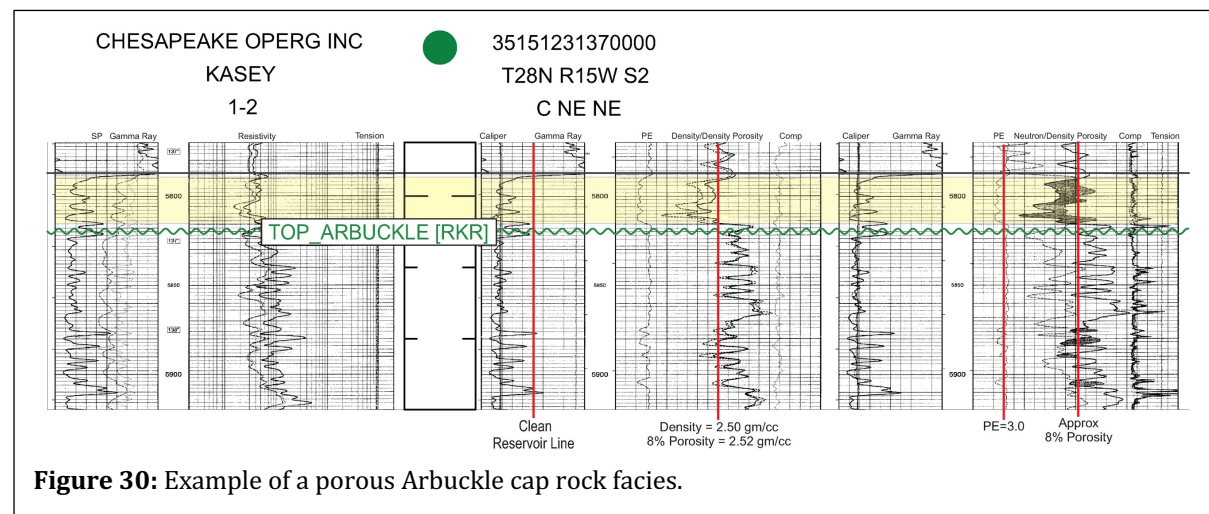 CHESAPEAKE OPERG INC
KASEY
1-2
35151231370000
T28N R15W S2
C NE NE
SP Gamma Ray Resistivity Tension Caliper Gamma Ray PE Density/Density Porosity Comp Caliper Gamma Ray PE Neutron/Density Porosity Comp Tension
5800 5800 5800
TOP_ARBUCKLE [RKR]
5850 5850 5850
5900 5900 5900
Clean
Reservoir Line
Density = 2.50 gm/cc
8% Porosity = 2.52 gm/cc
PE=3.0
Approx
8% Porosity
Figure 30: Example of a porous Arbuckle cap rock facies.